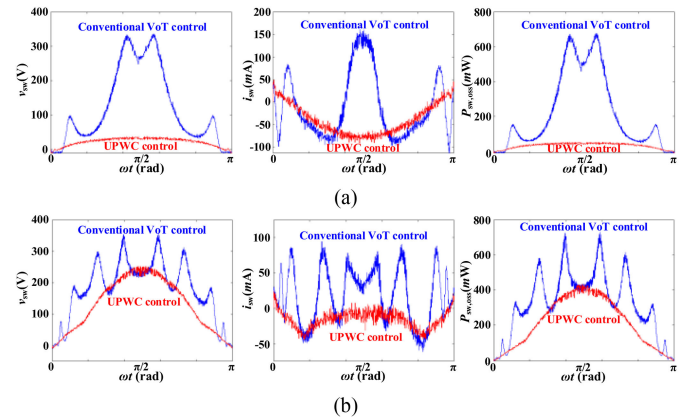 400
300
200
100
0
v_sw(V)
Conventional VoT control
UPWC control
0
π/2
π
ωt (rad)
150
100
50
0
-50
-100
i_sw(mA)
Conventional VoT control
UPWC control
0
π/2
π
ωt (rad)
800
600
400
200
0
P_sw,oss(mW)
Conventional VoT control
UPWC control
0
π/2
π
ωt (rad)
(a)
400
300
200
100
0
v_sw(V)
Conventional VoT control
UPWC control
0
π/2
π
ωt (rad)
100
50
0
-50
i_sw(mA)
Conventional VoT control
UPWC control
0
π/2
π
ωt (rad)
800
600
400
200
0
P_sw,oss(mW)
Conventional VoT control
UPWC control
0
π/2
π
ωt (rad)
(b)